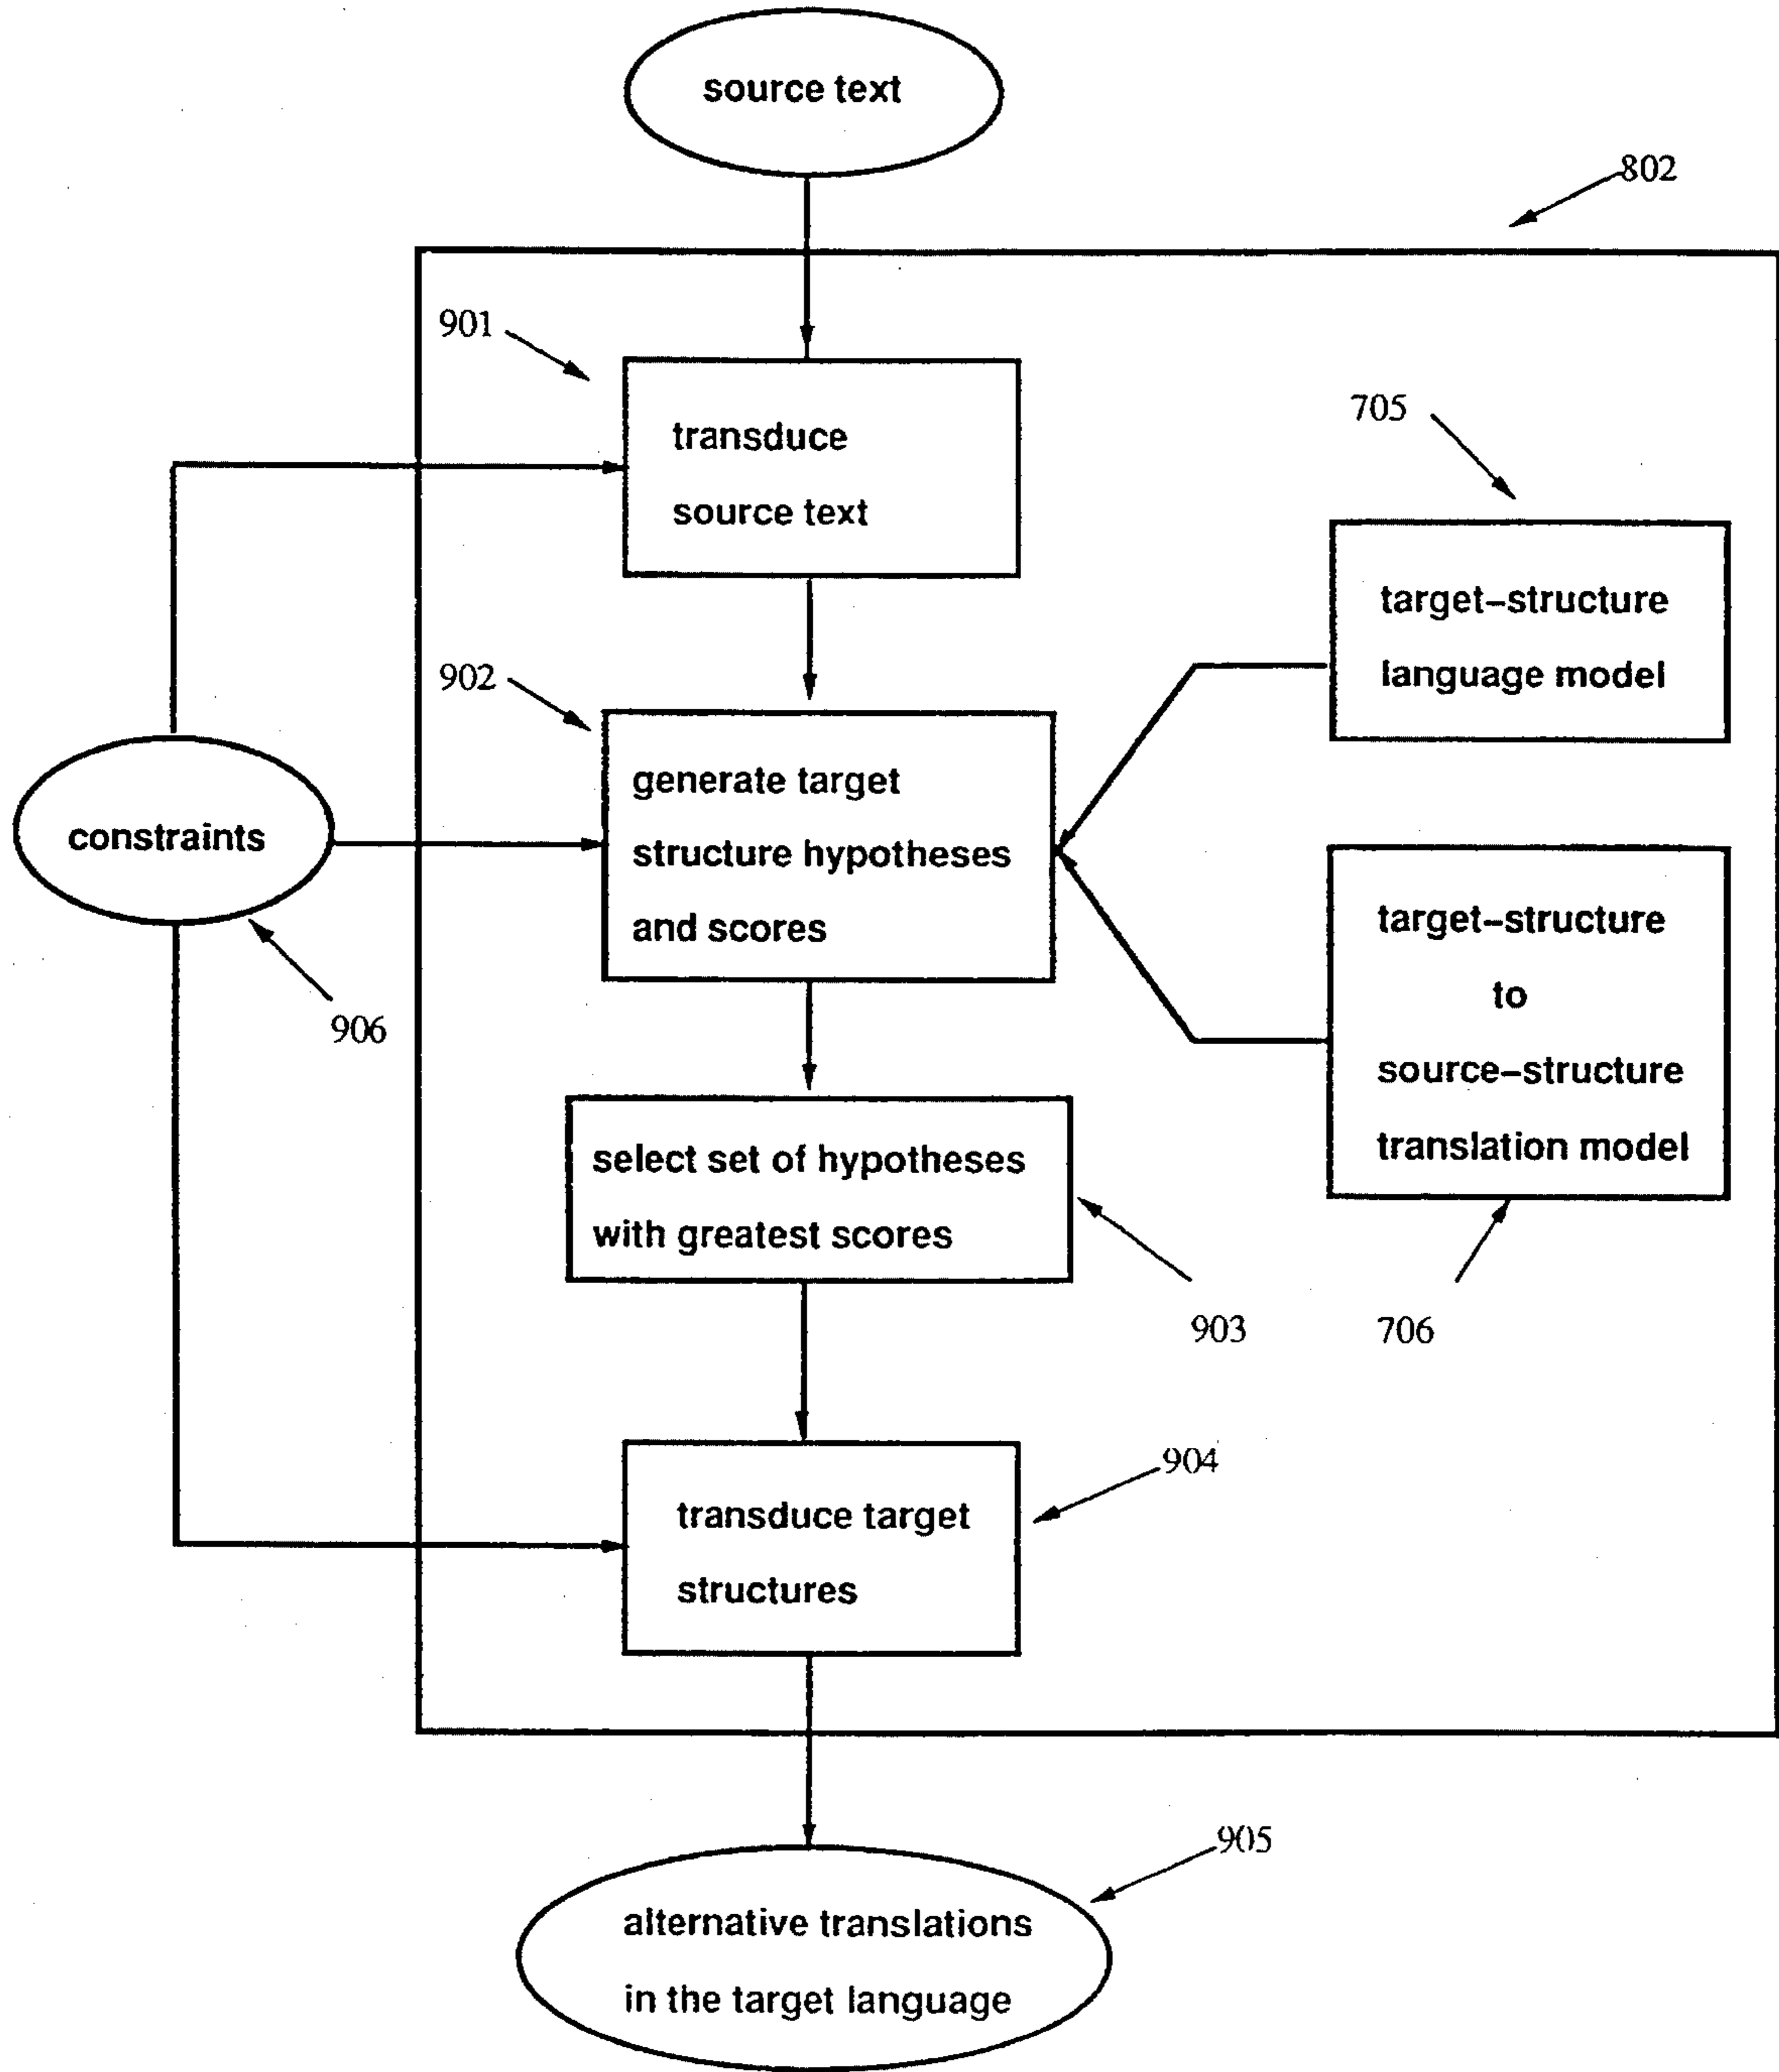 source text
802
901
transduce
source text
705
target-structure
language model
902
generate target
structure hypotheses
and scores
constraints
906
target-structure
to
source-structure
translation model
706
select set of hypotheses
with greatest scores
903
904
transduce target
structures
905
alternative translations
in the target language